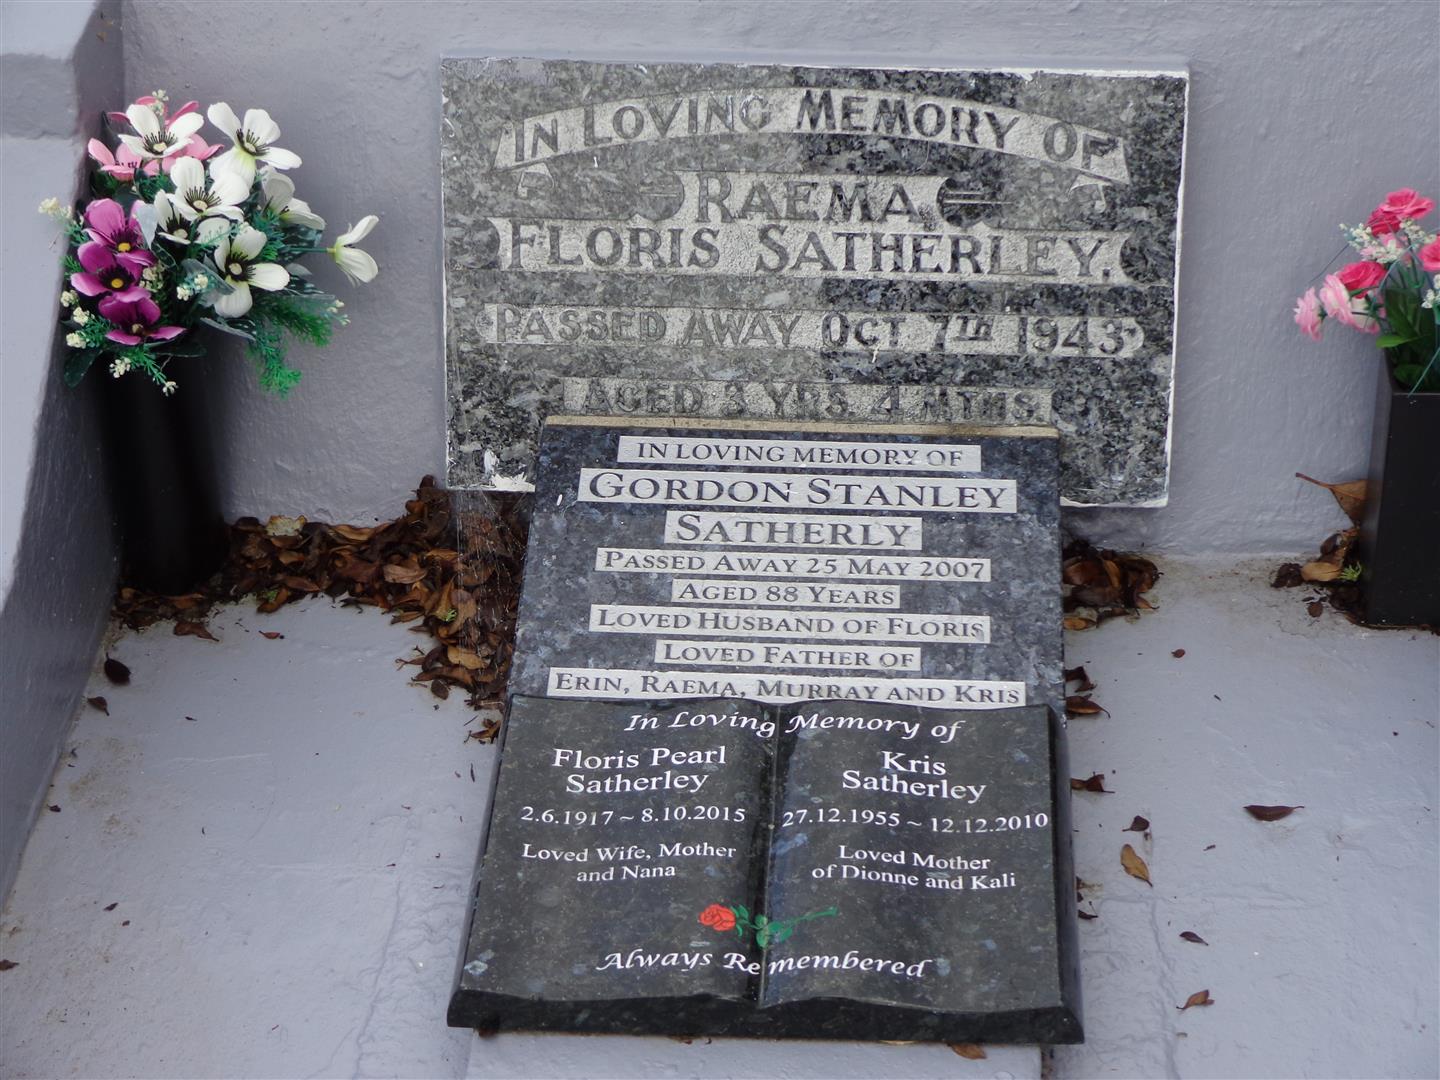 IN LOVING MEMORY OF
RAEMA
FLORIS SATHERLEY.
PASSED AWAY OCT 7TH 1943
AGED 3 YRS. 4 MTHS.
IN LOVING MEMORY OF
GORDON STANLEY
SATHERLY
PASSED AWAY 25 MAY 2007
AGED 88 YEARS
LOVED HUSBAND OF FLORIS
LOVED FATHER OF
ERIN, RAEMA, MURRAY AND KRIS
In Loving Memory of
Floris Pearl
Satherley
2.6.1917 ~ 8.10.2015
Loved Wife, Mother
and Nana
Kris
Satherley
27.12.1955 ~ 12.12.2010
Loved Mother
of Dionne and Kali
Always Remembered